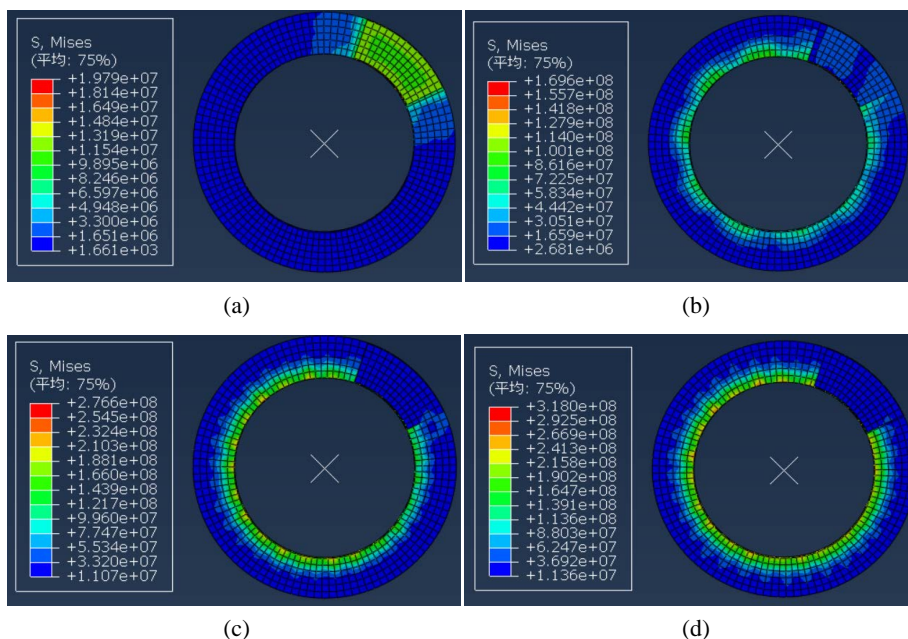 S, Mises
(平均: 75%)
+1.979e+07
+1.814e+07
+1.649e+07
+1.484e+07
+1.319e+07
+1.154e+07
+9.895e+06
+8.246e+06
+6.597e+06
+4.948e+06
+3.300e+06
+1.651e+06
+1.661e+03
(a)
S, Mises
(平均: 75%)
+1.696e+08
+1.557e+08
+1.418e+08
+1.279e+08
+1.140e+08
+1.001e+08
+8.617e+07
+7.225e+07
+5.834e+07
+4.442e+07
+3.051e+07
+1.659e+07
+2.681e+06
(b)
S, Mises
(平均: 75%)
+2.766e+08
+2.545e+08
+2.324e+08
+2.103e+08
+1.881e+08
+1.660e+08
+1.439e+08
+1.217e+08
+9.960e+07
+7.747e+07
+5.534e+07
+3.320e+07
+1.107e+07
(c)
S, Mises
(平均: 75%)
+3.180e+08
+2.925e+08
+2.669e+08
+2.413e+08
+2.158e+08
+1.902e+08
+1.647e+08
+1.391e+08
+1.136e+08
+8.803e+07
+6.247e+07
+3.692e+07
+1.136e+07
(d)